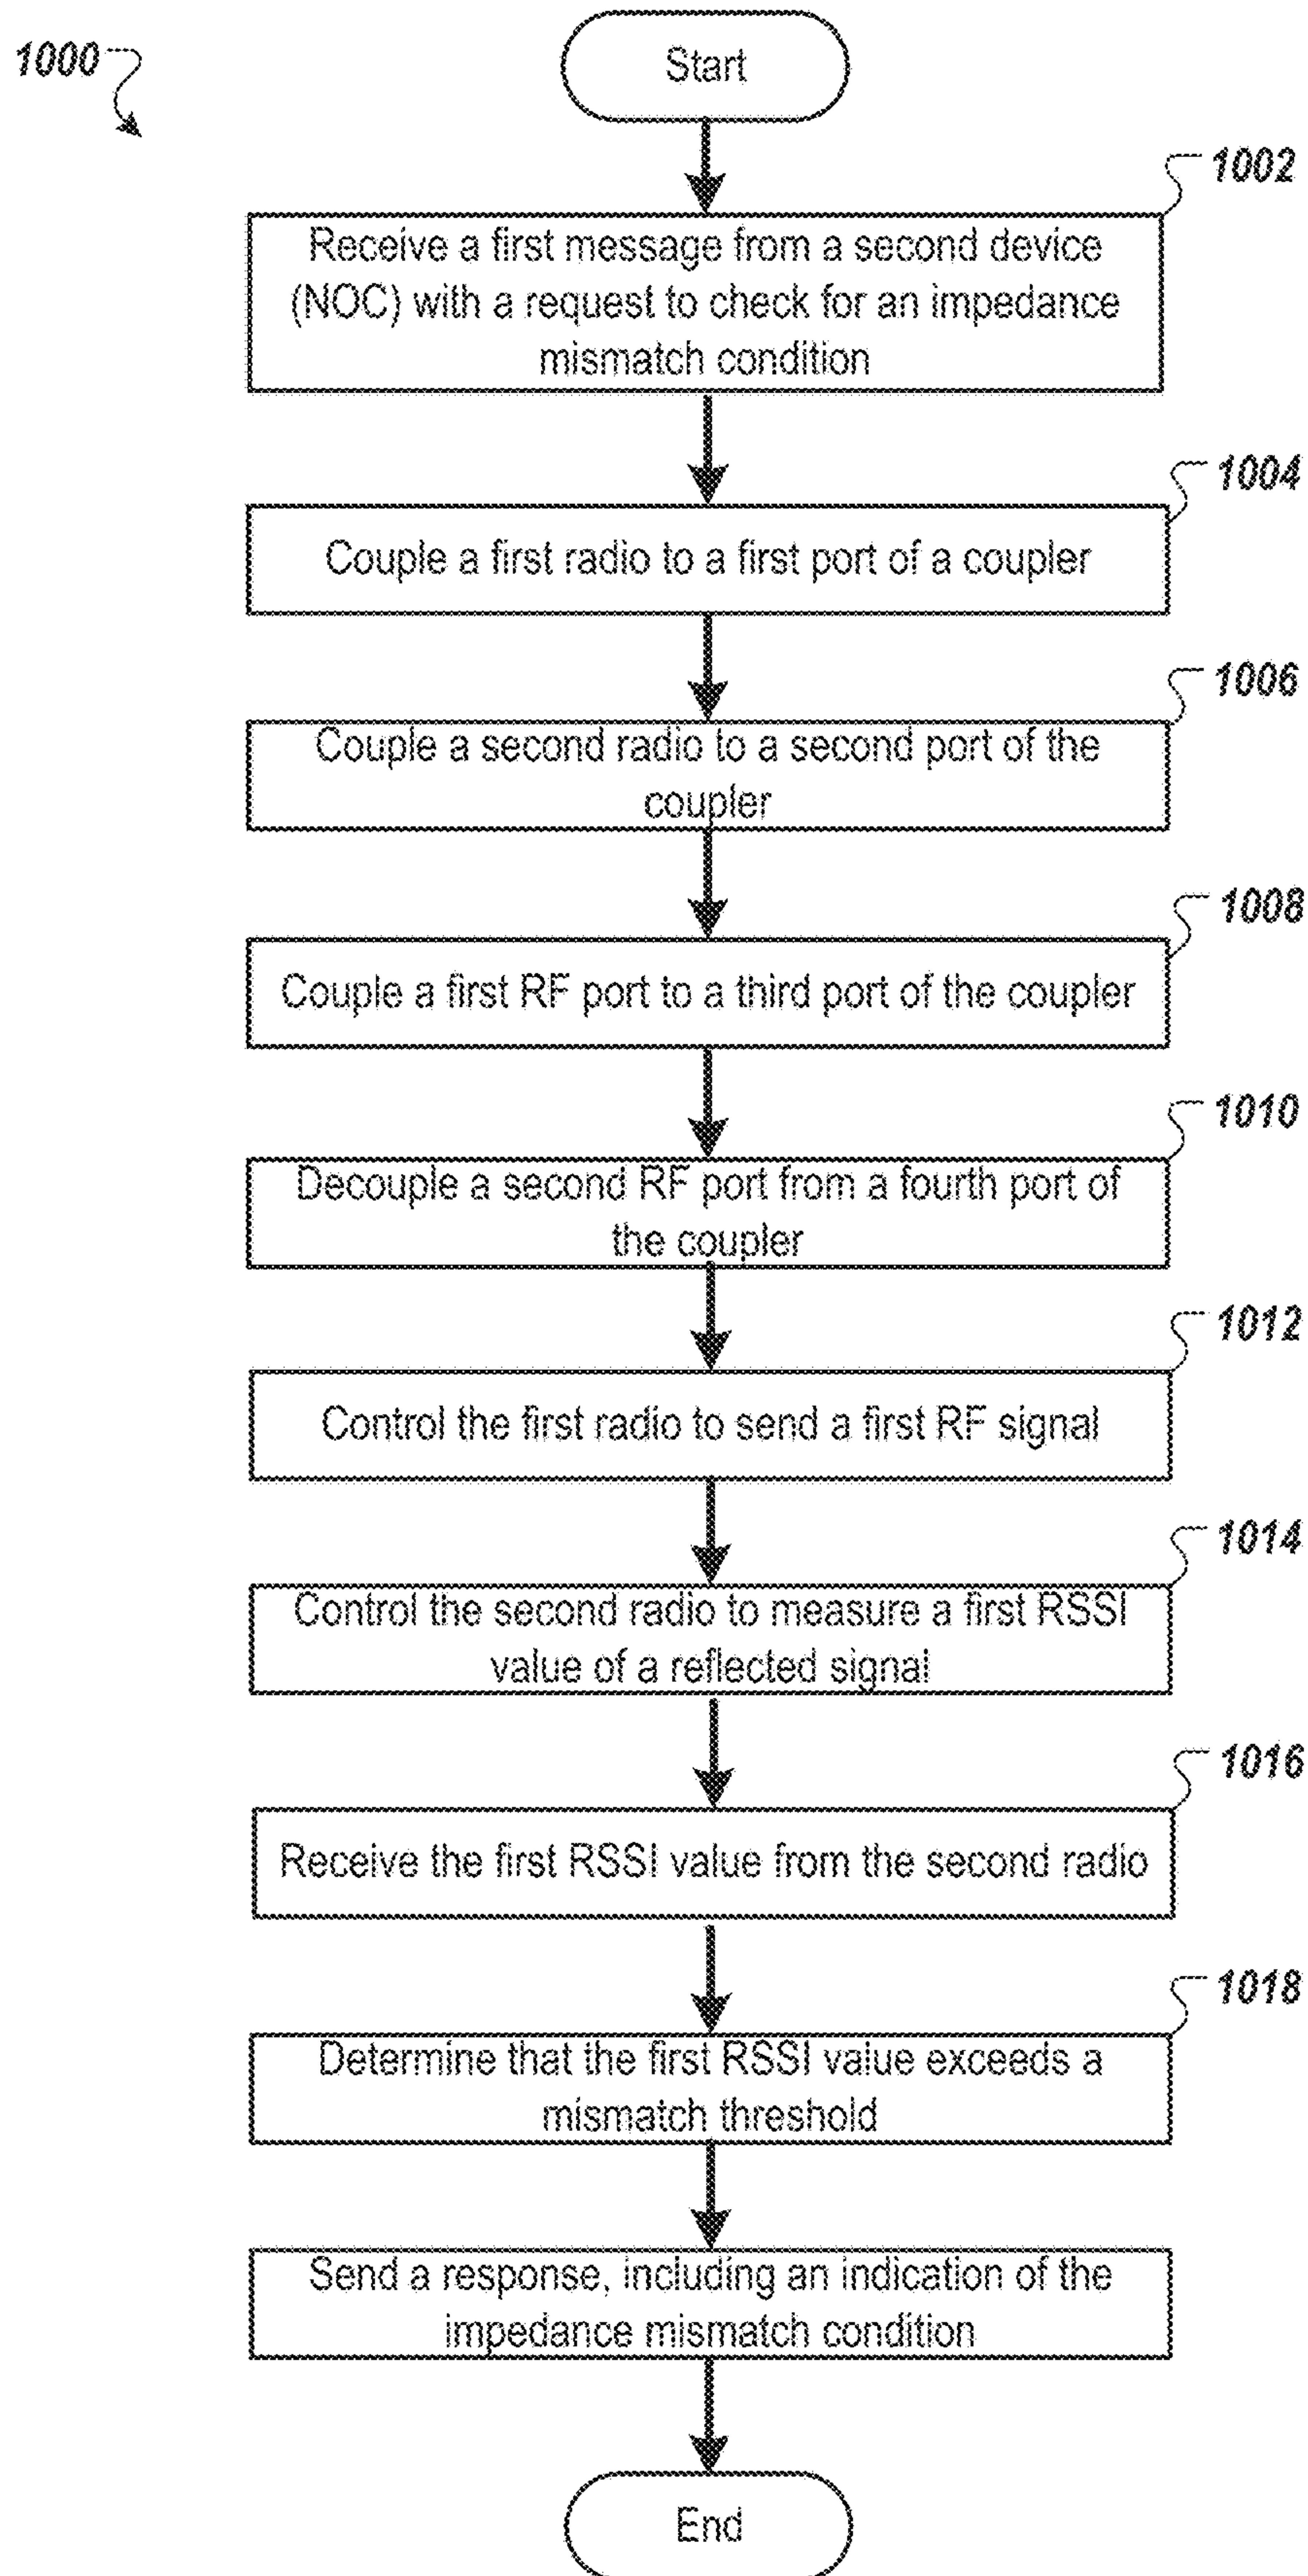 1000
Start
1002
Receive a first message from a second device
(NOC) with a request to check for an impedance
mismatch condition
1004
Couple a first radio to a first port of a coupler
1006
Couple a second radio to a second port of the
coupler
1008
Couple a first RF port to a third port of the coupler
1010
Decouple a second RF port from a fourth port of
the coupler
1012
Control the first radio to send a first RF signal
1014
Control the second radio to measure a first RSSI
value of a reflected signal
1016
Receive the first RSSI value from the second radio
1018
Determine that the first RSSI value exceeds a
mismatch threshold
Send a response, including an indication of the
impedance mismatch condition
End